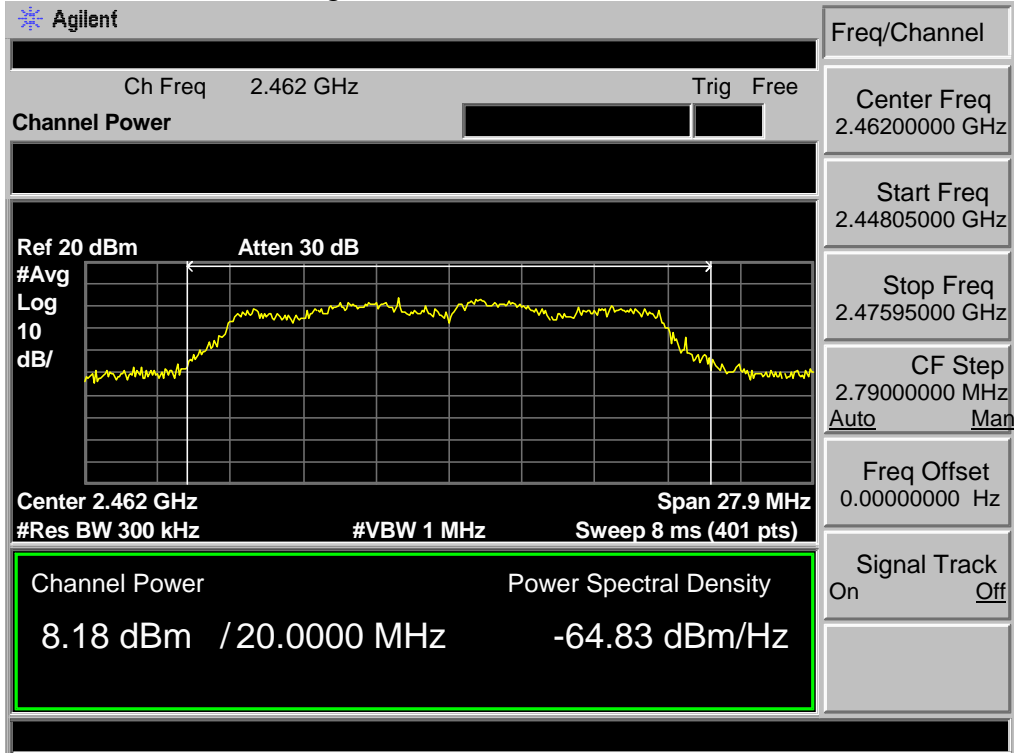 Agilent
Freq/Channel
Ch Freq 2.462 GHz Trig Free
Channel Power
Center Freq
2.46200000 GHz
Start Freq
2.44805000 GHz
Stop Freq
2.47595000 GHz
CF Step
2.79000000 MHz
Auto Man
Freq Offset
0.00000000 Hz
Signal Track
On Off
Ref 20 dBm Atten 30 dB
#Avg
Log
10
dB/
Center 2.462 GHz Span 27.9 MHz
#Res BW 300 kHz #VBW 1 MHz Sweep 8 ms (401 pts)
Channel Power Power Spectral Density
8.18 dBm / 20.0000 MHz -64.83 dBm/Hz